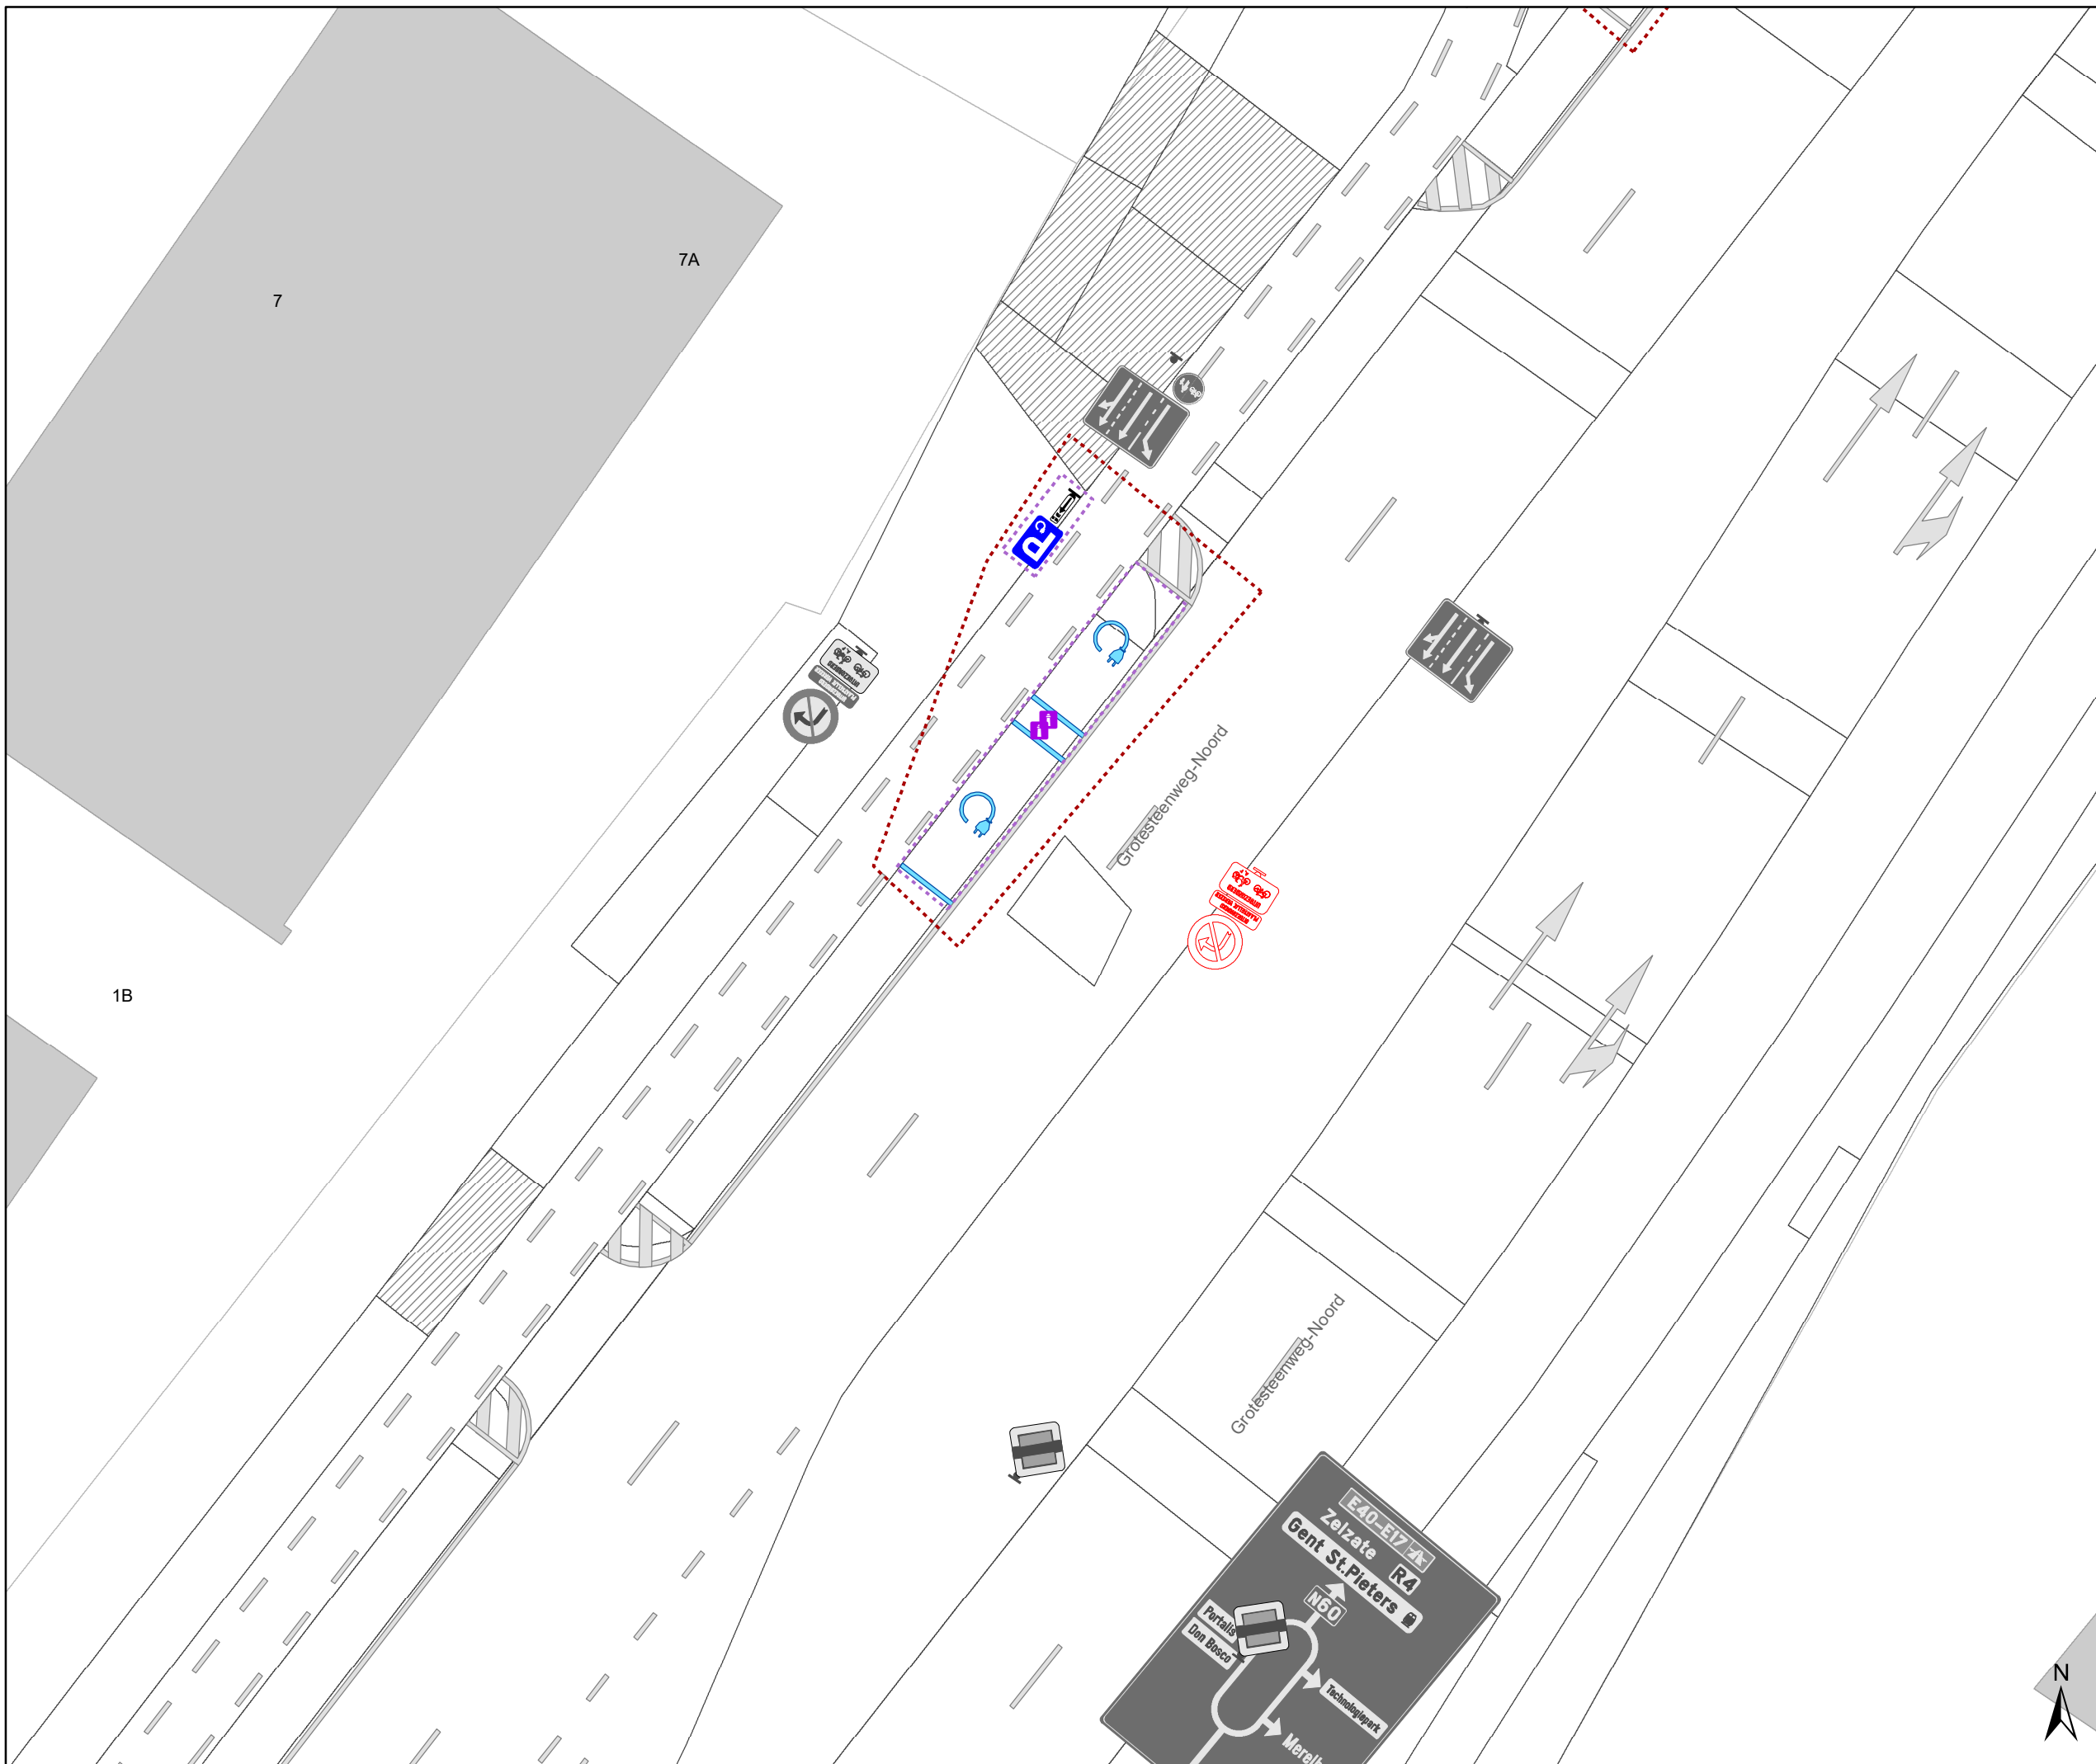 7A
7
P
Grotesteenweg-Noord
1B
Grotesteenweg-Noord
E40-E17
Zelzate
R4
Gent St.Pieters
N60
Portalis
Don Bosco
Technologiepark
N